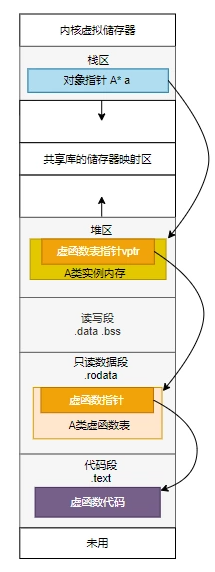 内核虚拟储存器
栈区
对象指针 A* a
共享库的储存器映射区
堆区
虚函数表指针vptr
A类实例内存
读写段
.data .bss
只读数据段
.rodata
虚函数指针
A类虚函数表
代码段
.text
虚函数代码
未用